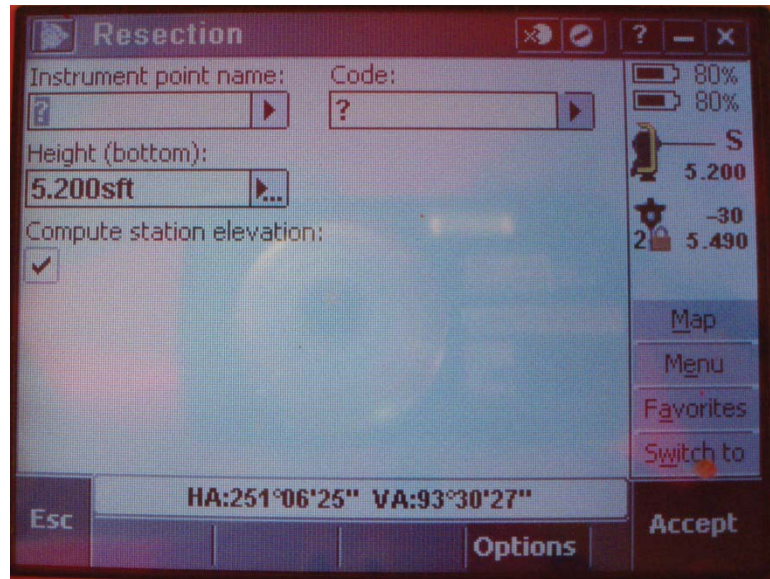 Resection
? – ×
Instrument point name: Code:
? ?
Height (bottom):
5.200sft ...
Compute station elevation:
80%
80%
S
5.200
-30
2 5.490
Map
Menu
Favorites
Switch to
HA:251°06'25" VA:93°30'27"
Esc
Options
Accept